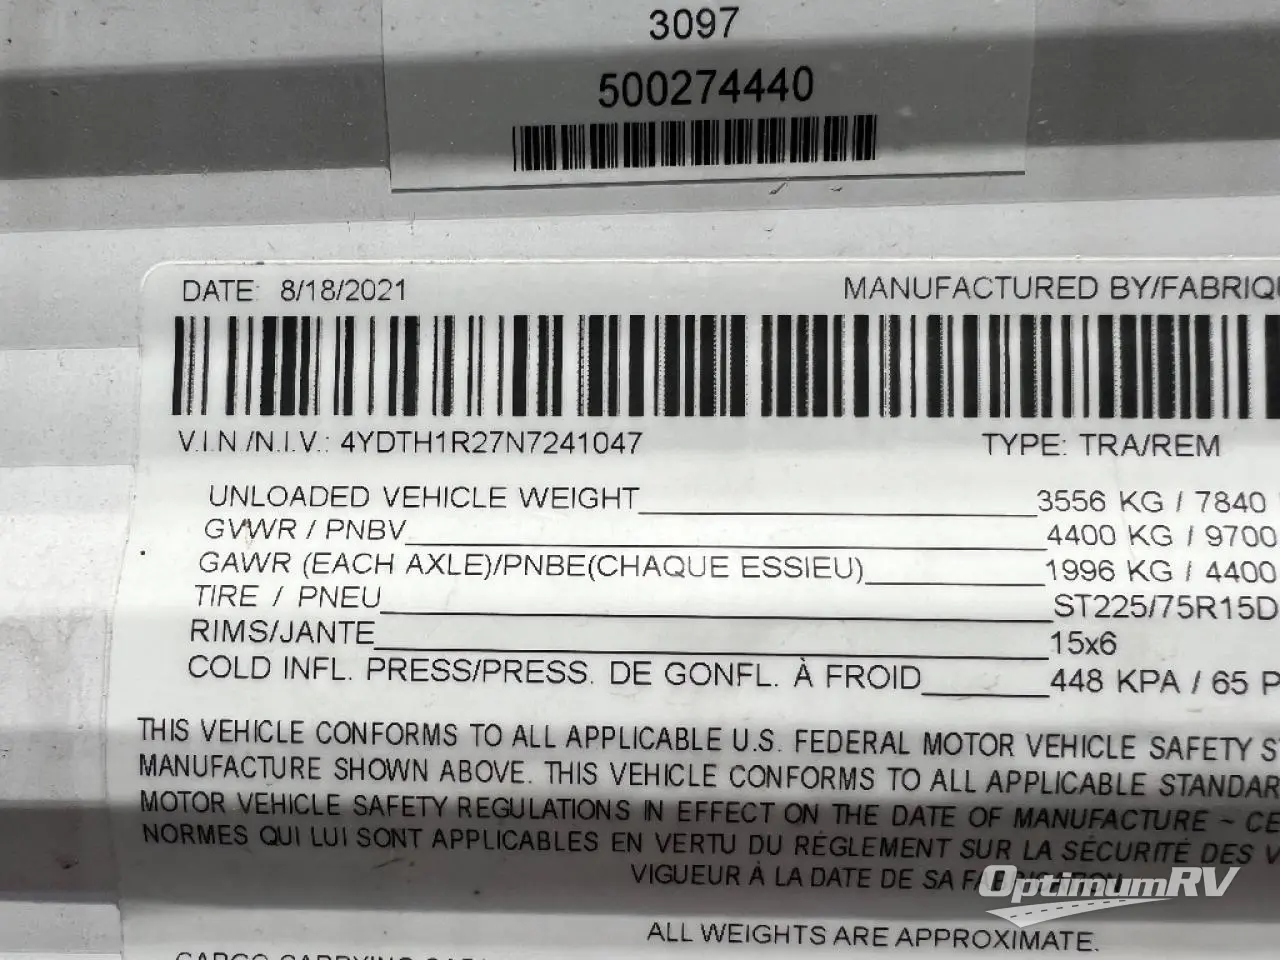 3097
500274440
DATE: 8/18/2021 MANUFACTURED BY/FABRIQU
V.I.N./N.I.V.: 4YDTH1R27N7241047 TYPE: TRA/REM
UNLOADED VEHICLE WEIGHT 3556 KG / 7840
GVWR / PNBV 4400 KG / 9700
GAWR (EACH AXLE)/PNBE(CHAQUE ESSIEU) 1996 KG / 4400
TIRE / PNEU ST225/75R15D
RIMS/JANTE 15x6
COLD INFL. PRESS/PRESS. DE GONFL. À FROID 448 KPA / 65 P
THIS VEHICLE CONFORMS TO ALL APPLICABLE U.S. FEDERAL MOTOR VEHICLE SAFETY ST
MANUFACTURE SHOWN ABOVE. THIS VEHICLE CONFORMS TO ALL APPLICABLE STANDAR
MOTOR VEHICLE SAFETY REGULATIONS IN EFFECT ON THE DATE OF MANUFACTURE ~ CE
NORMES QUI LUI SONT APPLICABLES EN VERTU DU RÉGLEMENT SUR LA SÉCURITÉ DES V
VIGUEUR À LA DATE DE SA FABRICATION
OptimumRV
ALL WEIGHTS ARE APPROXIMATE.
CARGO CARRYING